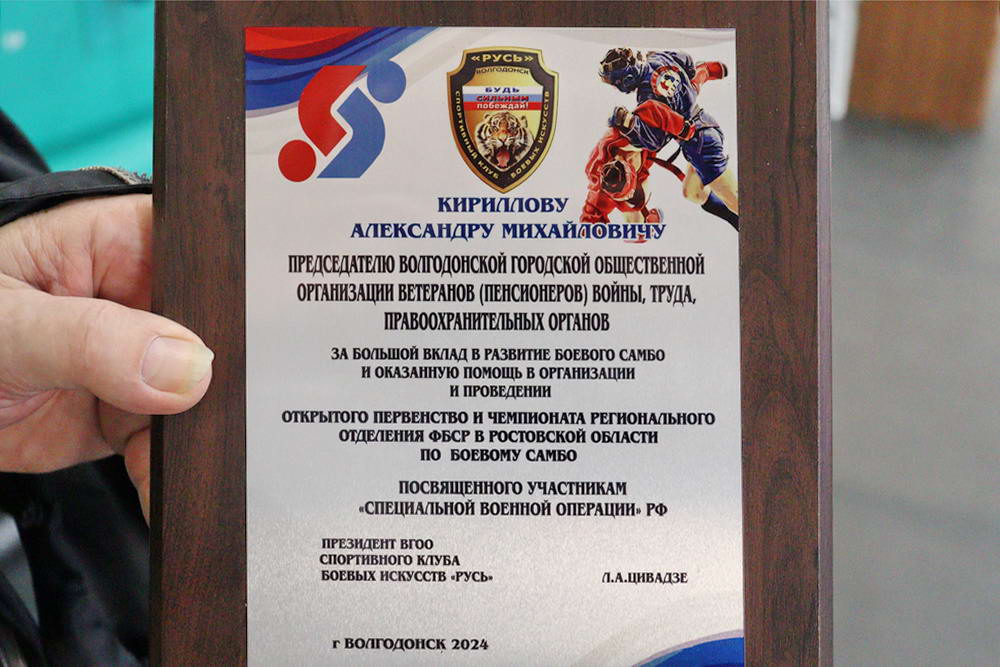 «РУСЬ»
ВОЛГОДОНСК
БУДЬ
СИЛЬНЫМ
побеждай!
СПОРТИВНЫЙ КЛУБ БОЕВЫХ ИСКУССТВ
КИРИЛЛОВУ
АЛЕКСАНДРУ МИХАЙЛОВИЧУ
ПРЕДСЕДАТЕЛЮ ВОЛГОДОНСКОЙ ГОРОДСКОЙ ОБЩЕСТВЕННОЙ
ОРГАНИЗАЦИИ ВЕТЕРАНОВ (ПЕНСИОНЕРОВ) ВОЙНЫ, ТРУДА,
ПРАВООХРАНИТЕЛЬНЫХ ОРГАНОВ
ЗА БОЛЬШОЙ ВКЛАД В РАЗВИТИЕ БОЕВОГО САМБО
И ОКАЗАННУЮ ПОМОЩЬ В ОРГАНИЗАЦИИ
И ПРОВЕДЕНИИ
ОТКРЫТОГО ПЕРВЕНСТВО И ЧЕМПИОНАТА РЕГИОНАЛЬНОГО
ОТДЕЛЕНИЯ ФБСР В РОСТОВСКОЙ ОБЛАСТИ
ПО БОЕВОМУ САМБО
ПОСВЯЩЕННОГО УЧАСТНИКАМ
«СПЕЦИАЛЬНОЙ ВОЕННОЙ ОПЕРАЦИИ» РФ
ПРЕЗИДЕНТ ВГОО
СПОРТИВНОГО КЛУБА
БОЕВЫХ ИСКУССТВ «РУСЬ» Л.А.ЦИВАДЗЕ
г ВОЛГОДОНСК 2024